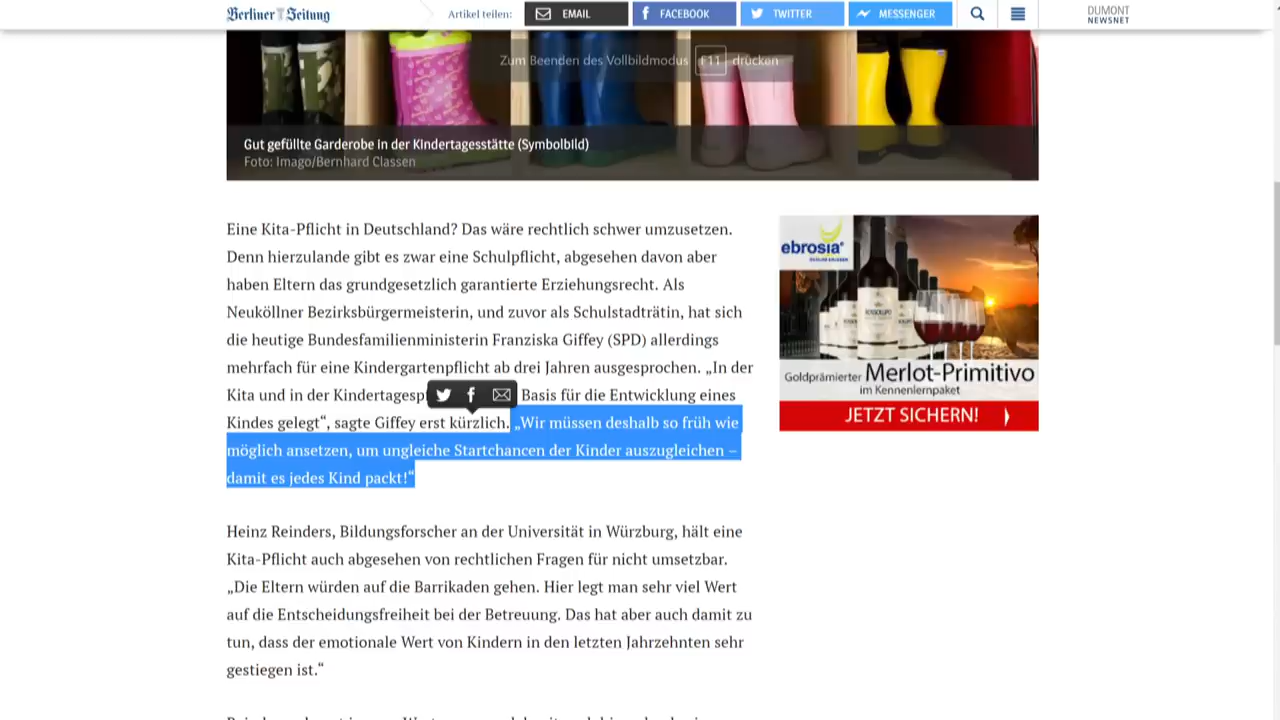 Berliner Zeitung
Artikel teilen:
EMAIL
FACEBOOK
TWITTER
MESSENGER
DUMONT
NEWSNET
Zum Beenden des Vollbildmodus F11 drücken
Gut gefüllte Garderobe in der Kindertagesstätte (Symbolbild)
Foto: Imago/Bernhard Classen
Eine Kita-Pflicht in Deutschland? Das wäre rechtlich schwer umzusetzen.
Denn hierzulande gibt es zwar eine Schulpflicht, abgesehen davon aber
haben Eltern das grundgesetzlich garantierte Erziehungsrecht. Als
Neuköllner Bezirksbürgermeisterin, und zuvor als Schulstadträtin, hat sich
die heutige Bundesfamilienministerin Franziska Giffey (SPD) allerdings
mehrfach für eine Kindergartenpflicht ab drei Jahren ausgesprochen. „In der
Kita und in der Kindertagesp Basis für die Entwicklung eines
Kindes gelegt“, sagte Giffey erst kürzlich. „Wir müssen deshalb so früh wie
möglich ansetzen, um ungleiche Startchancen der Kinder auszugleichen –
damit es jedes Kind packt!“
Heinz Reinders, Bildungsforscher an der Universität in Würzburg, hält eine
Kita-Pflicht auch abgesehen von rechtlichen Fragen für nicht umsetzbar.
„Die Eltern würden auf die Barrikaden gehen. Hier legt man sehr viel Wert
auf die Entscheidungsfreiheit bei der Betreuung. Das hat aber auch damit zu
tun, dass der emotionale Wert von Kindern in den letzten Jahrzehnten sehr
gestiegen ist.“
ebrosia
Goldprämierter Merlot-Primitivo
im Kennenlernpaket
JETZT SICHERN!